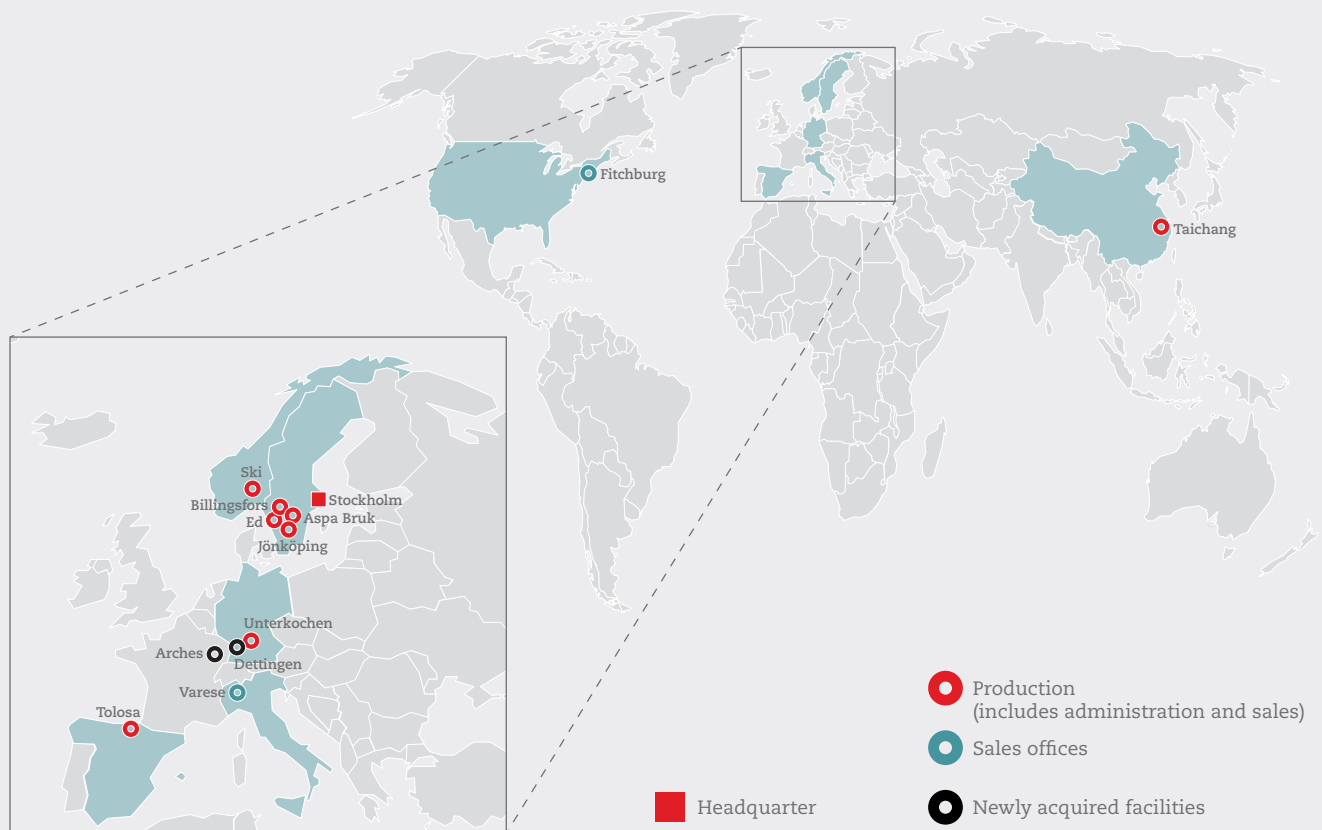 Fitchburg
Taichang
Ski
Billingsfors
Stockholm
Ed
Aspa Bruk
Jönköping
Unterkochen
Arches
Dettingen
Varese
Tolosa
Production
(includes administration and sales)
Sales offices
Headquarter
Newly acquired facilities